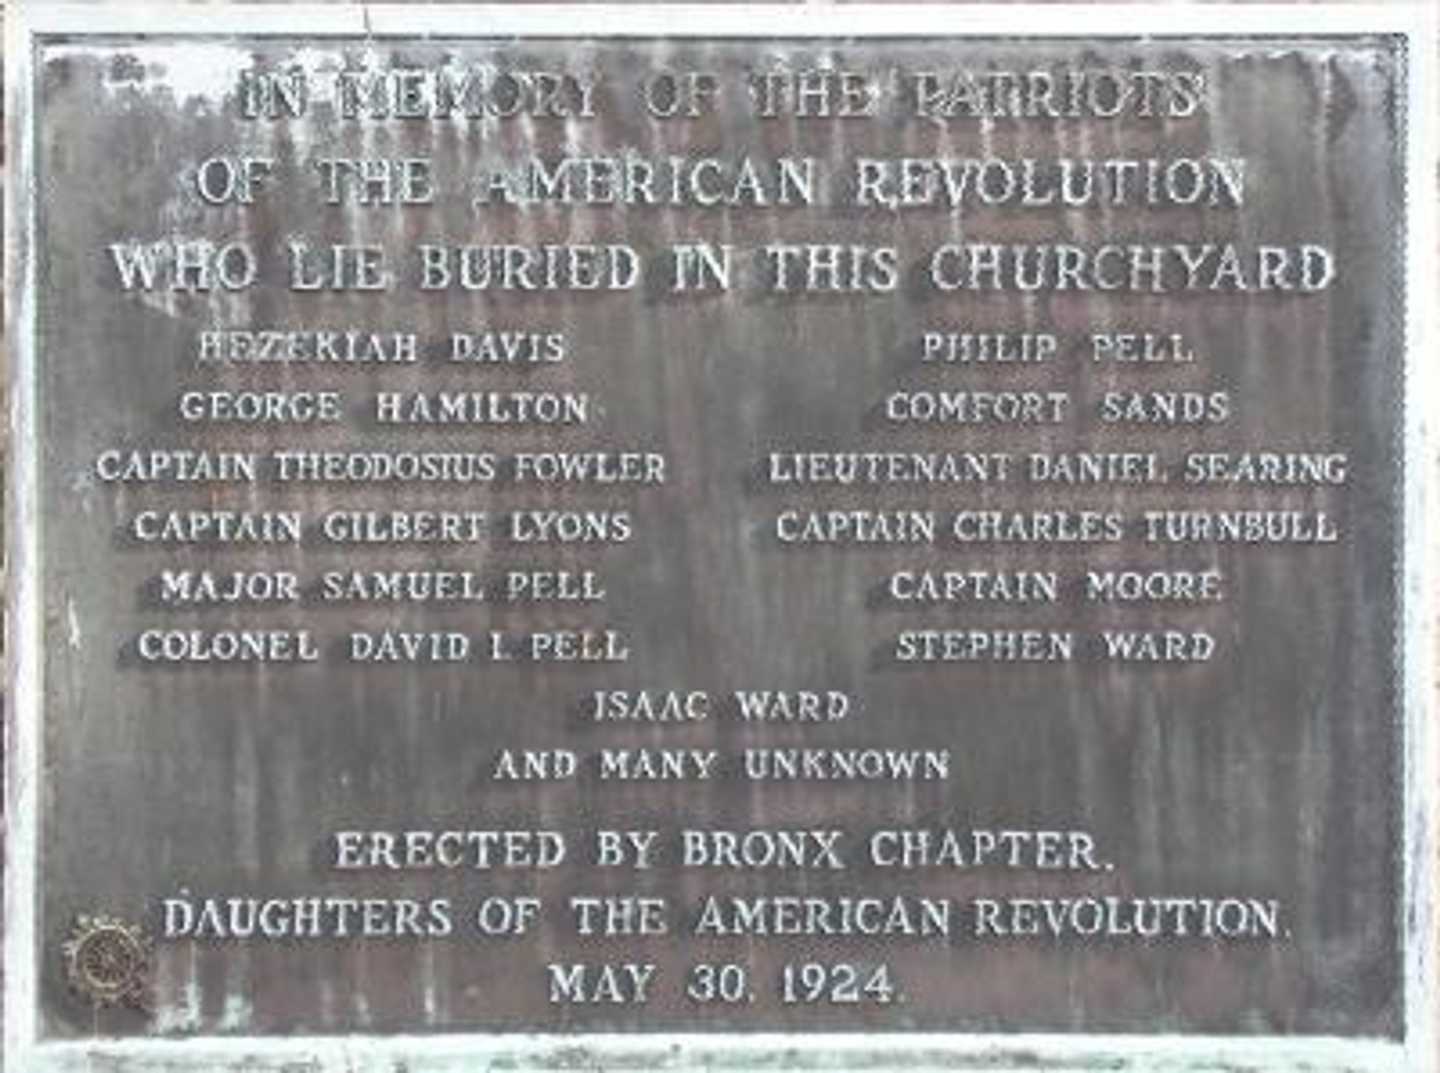 IN MEMORY OF THE PATRIOTS
OF THE AMERICAN REVOLUTION
WHO LIE BURIED IN THIS CHURCHYARD
HEZEKIAH DAVIS
GEORGE HAMILTON
CAPTAIN THEODOSIUS FOWLER
CAPTAIN GILBERT LYONS
MAJOR SAMUEL PELL
COLONEL DAVID I. PELL
PHILIP PELL
COMFORT SANDS
LIEUTENANT DANIEL SEARING
CAPTAIN CHARLES TURNBULL
CAPTAIN MOORE
STEPHEN WARD
ISAAC WARD
AND MANY UNKNOWN
ERECTED BY BRONX CHAPTER,
DAUGHTERS OF THE AMERICAN REVOLUTION,
MAY 30, 1924.